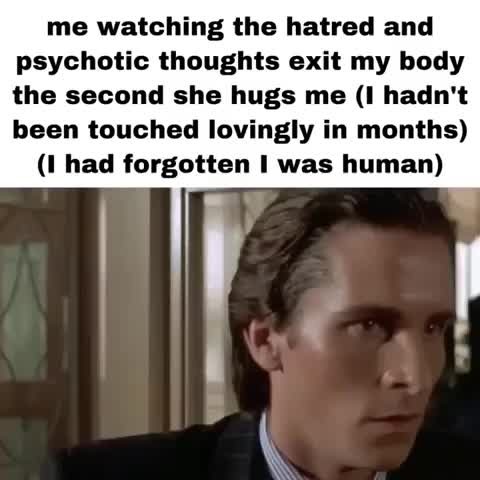 me watching the hatred and
psychotic thoughts exit my body
the second she hugs me (I hadn't
been touched lovingly in months)
(I had forgotten I was human)